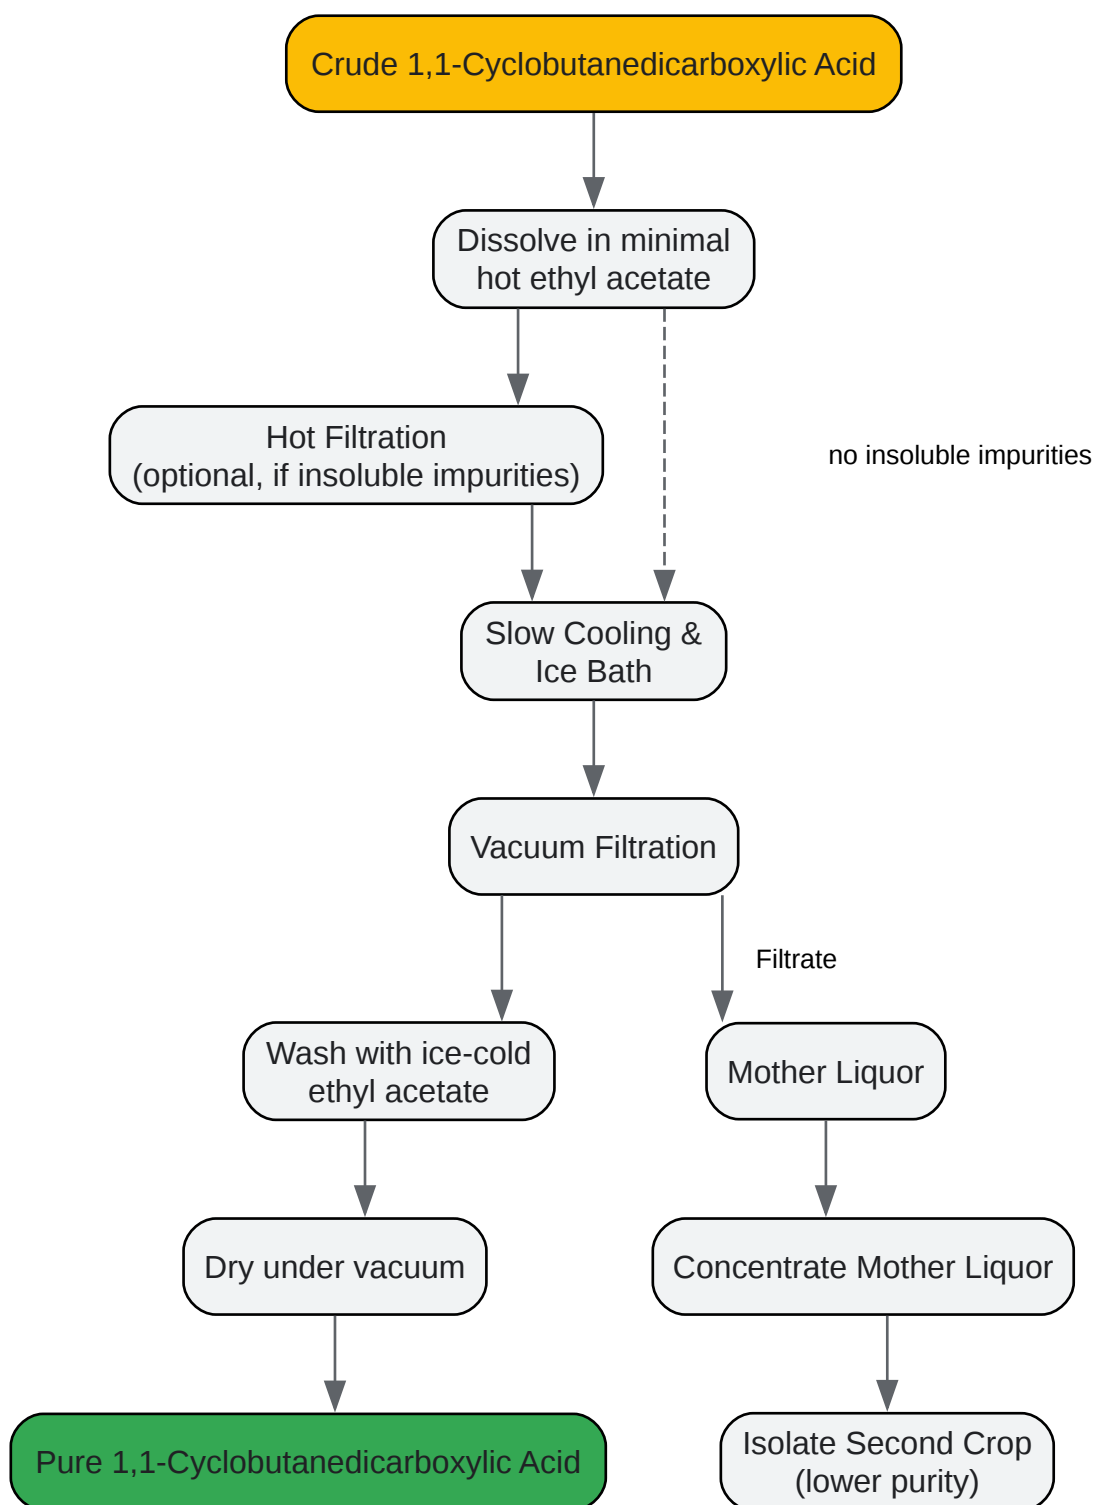 Crude 1,1-Cyclobutanedicarboxylic Acid
Dissolve in minimal
hot ethyl acetate
Hot Filtration
(optional, if insoluble impurities)
no insoluble impurities
Slow Cooling &
Ice Bath
Vacuum Filtration
Filtrate
Wash with ice-cold
ethyl acetate
Mother Liquor
Dry under vacuum
Concentrate Mother Liquor
Pure 1,1-Cyclobutanedicarboxylic Acid
Isolate Second Crop
(lower purity)